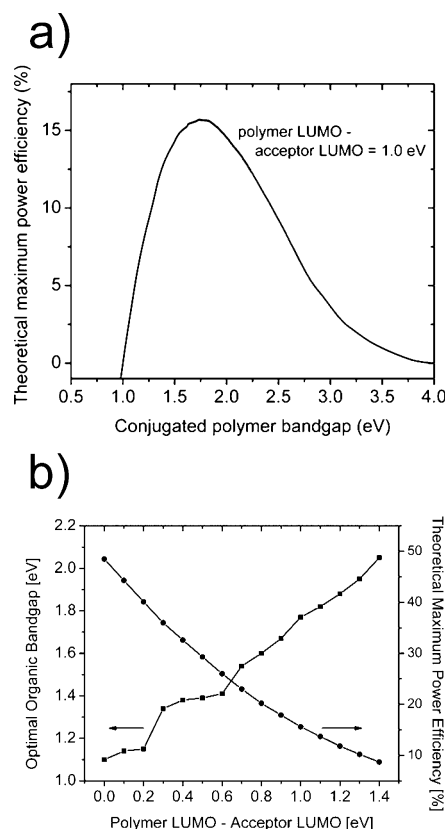 a)
Theoretical maximum power efficiency (%)
15
10
5
0
polymer LUMO -
acceptor LUMO = 1.0 eV
0.5 1.0 1.5 2.0 2.5 3.0 3.5 4.0
Conjugated polymer bandgap (eV)
b)
Optimal Organic Bandgap [eV]
2.2
2.0
1.8
1.6
1.4
1.2
1.0
Theoretical Maximum Power Efficiency [%]
50
40
30
20
10
0.0 0.2 0.4 0.6 0.8 1.0 1.2 1.4
Polymer LUMO - Acceptor LUMO [eV]